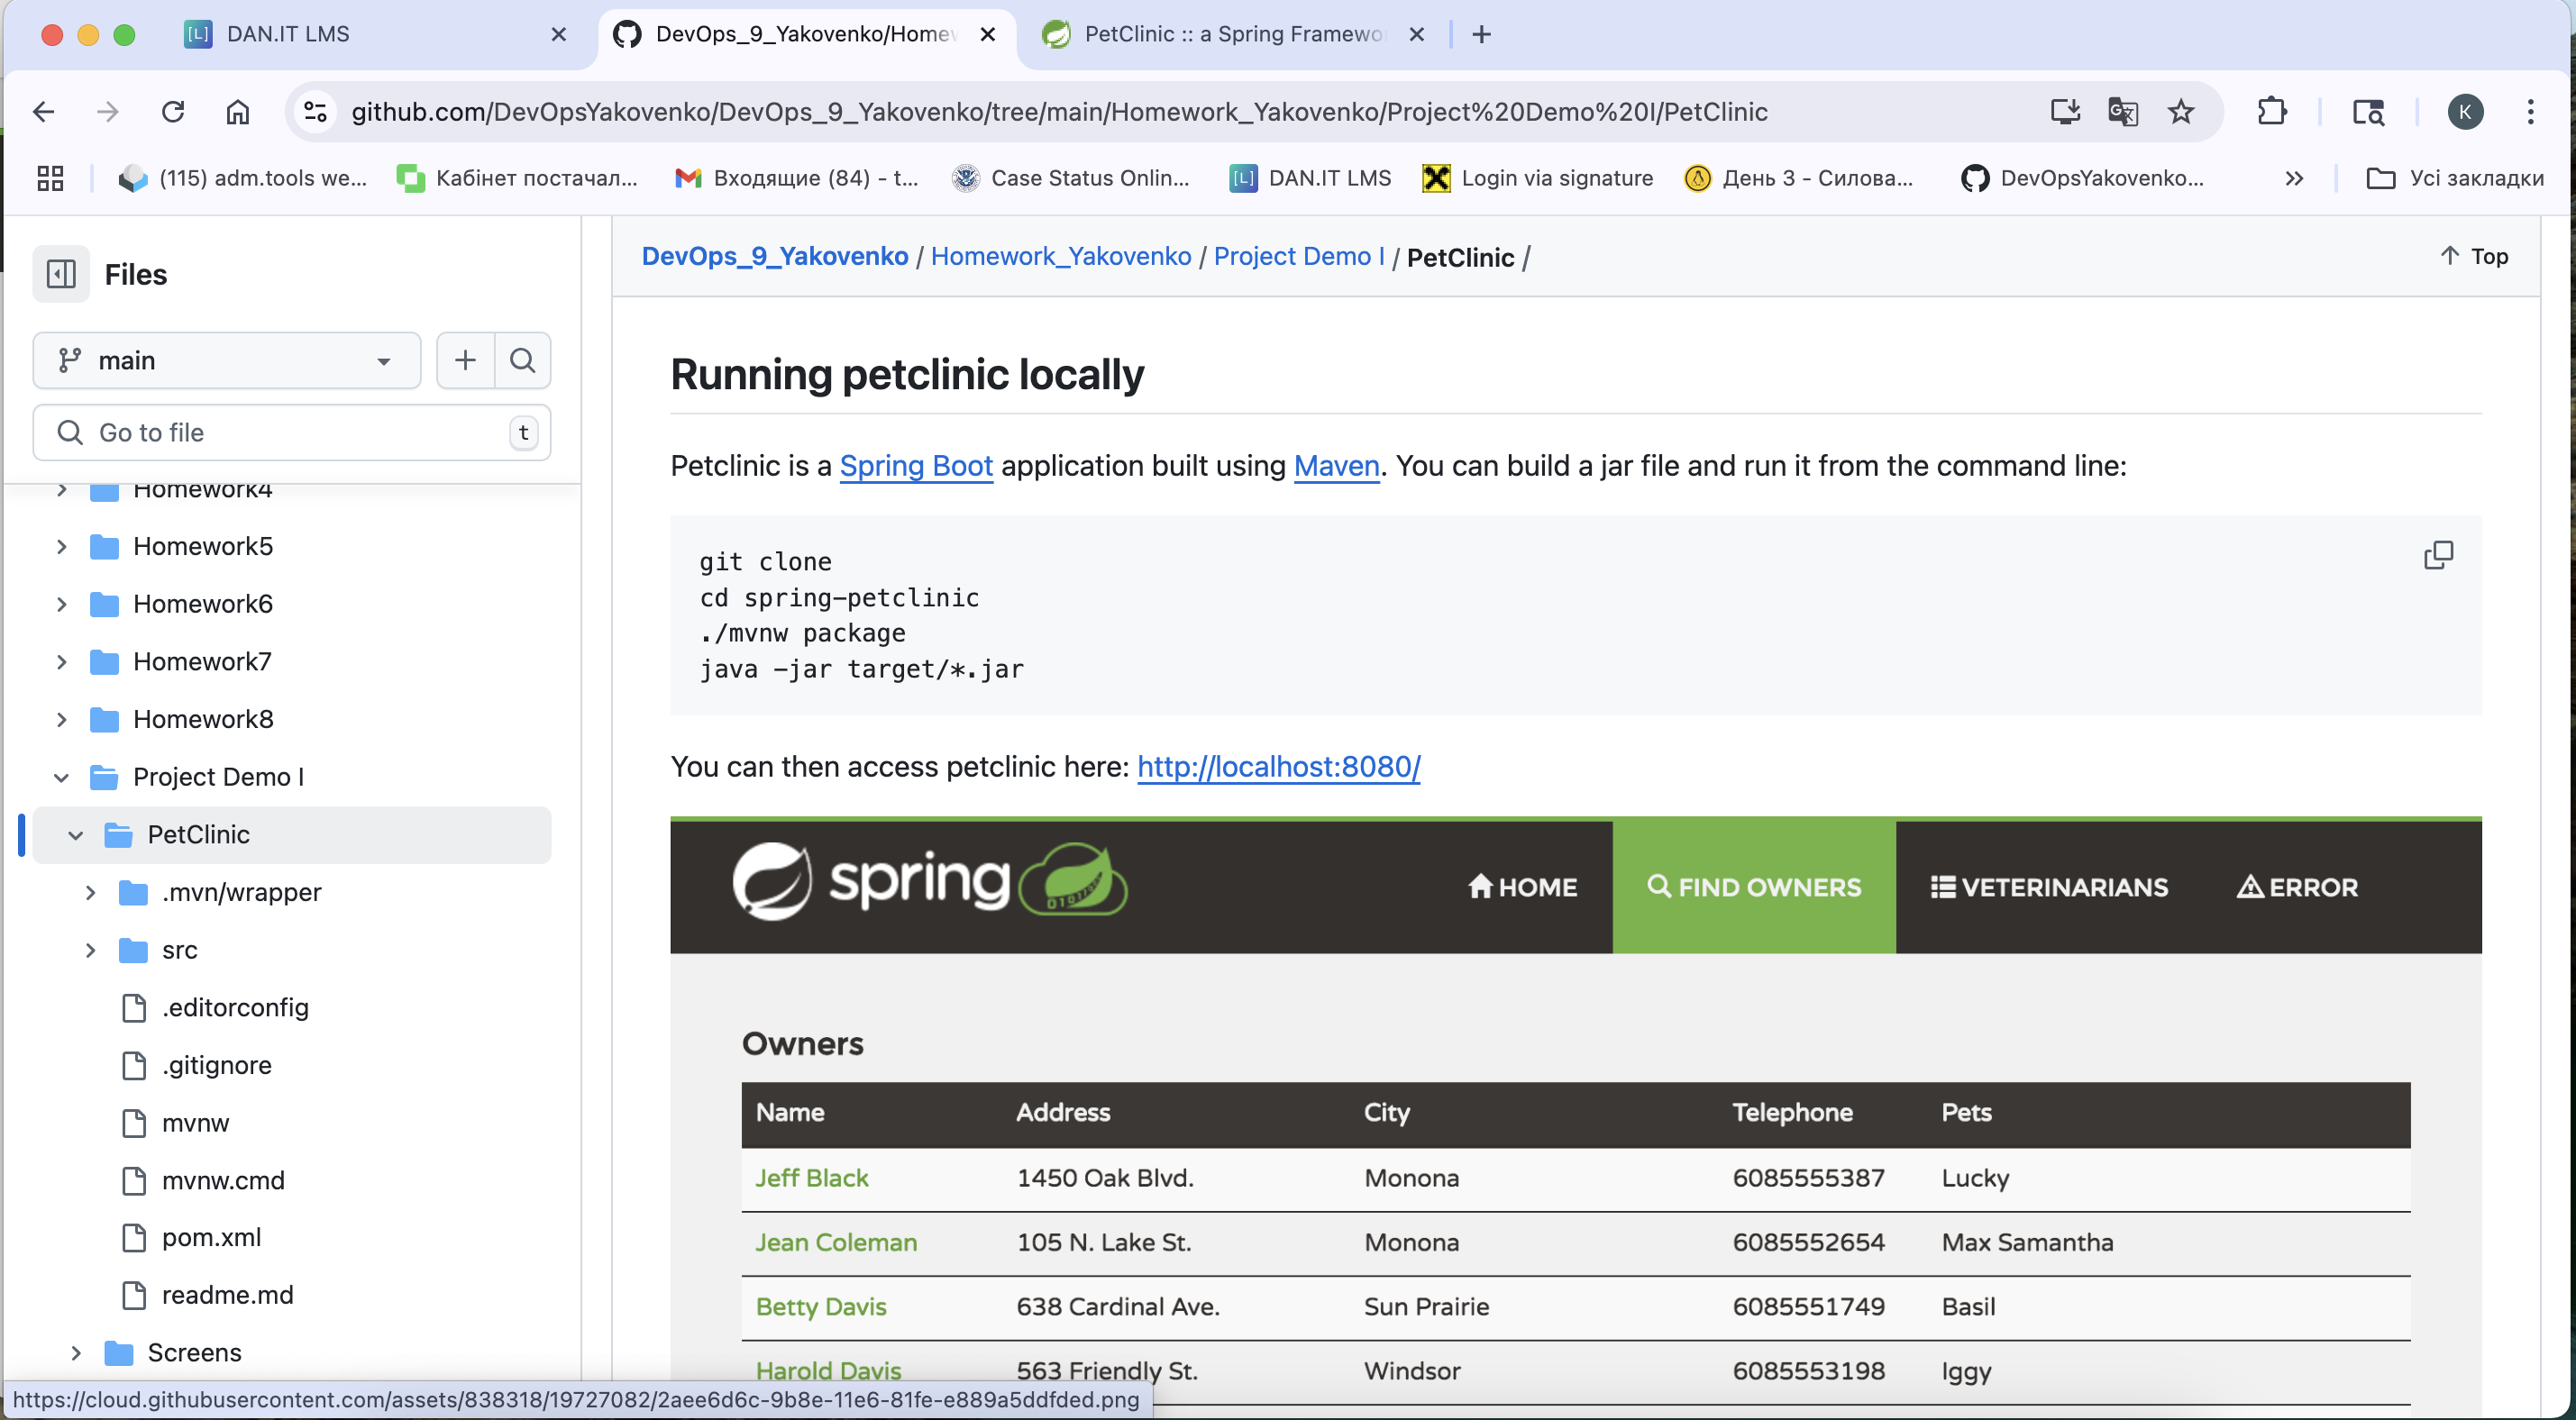 DAN.IT LMS
DevOps_9_Yakovenko/Home
PetClinic :: a Spring Framewo
github.com/DevOpsYakovenko/DevOps_9_Yakovenko/tree/main/Homework_Yakovenko/Project%20Demo%20I/PetClinic
K
(115) adm.tools we...
Кабінет постачал...
Входящие (84) - t...
Case Status Onlin...
[L] DAN.IT LMS
Login via signature
День 3 - Силова...
DevOpsYakovenko...
Усі закладки
Files
main
Go to file
t
Homework4
Homework5
Homework6
Homework7
Homework8
Project Demo I
PetClinic
.mvn/wrapper
src
.editorconfig
.gitignore
mvnw
mvnw.cmd
pom.xml
readme.md
Screens
https://cloud.githubusercontent.com/assets/838318/19727082/2aee6d6c-9b8e-11e6-81fe-e889a5ddfded.png
DevOps_9_Yakovenko / Homework_Yakovenko / Project Demo I / PetClinic /
Top
Running petclinic locally
Petclinic is a Spring Boot application built using Maven. You can build a jar file and run it from the command line:
git clone
cd spring-petclinic
./mvnw package
java -jar target/*.jar
You can then access petclinic here: http://localhost:8080/
spring
HOME
FIND OWNERS
VETERINARIANS
ERROR
Owners
Name Address City Telephone Pets
Jeff Black 1450 Oak Blvd. Monona 6085555387 Lucky
Jean Coleman 105 N. Lake St. Monona 6085552654 Max Samantha
Betty Davis 638 Cardinal Ave. Sun Prairie 6085551749 Basil
Harold Davis 563 Friendly St. Windsor 6085553198 Iggy